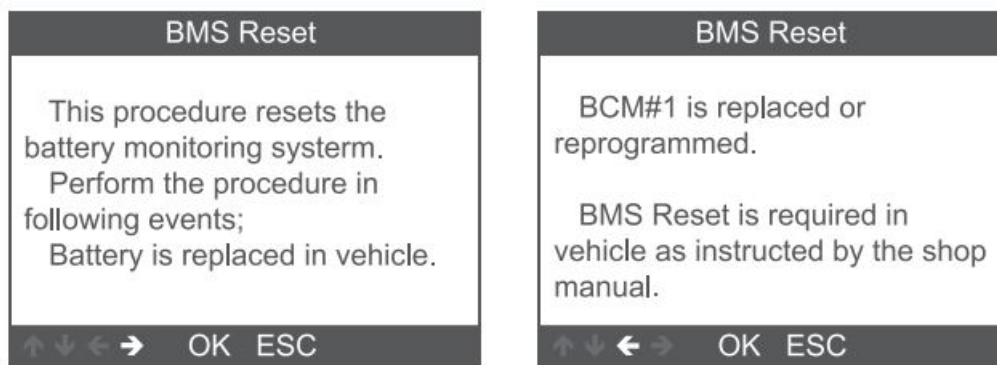 BMS Reset
This procedure resets the
battery monitoring systerm.
Perform the procedure in
following events;
Battery is replaced in vehicle.
OK ESC
BMS Reset
BCM#1 is replaced or
reprogrammed.
BMS Reset is required in
vehicle as instructed by the shop
manual.
OK ESC